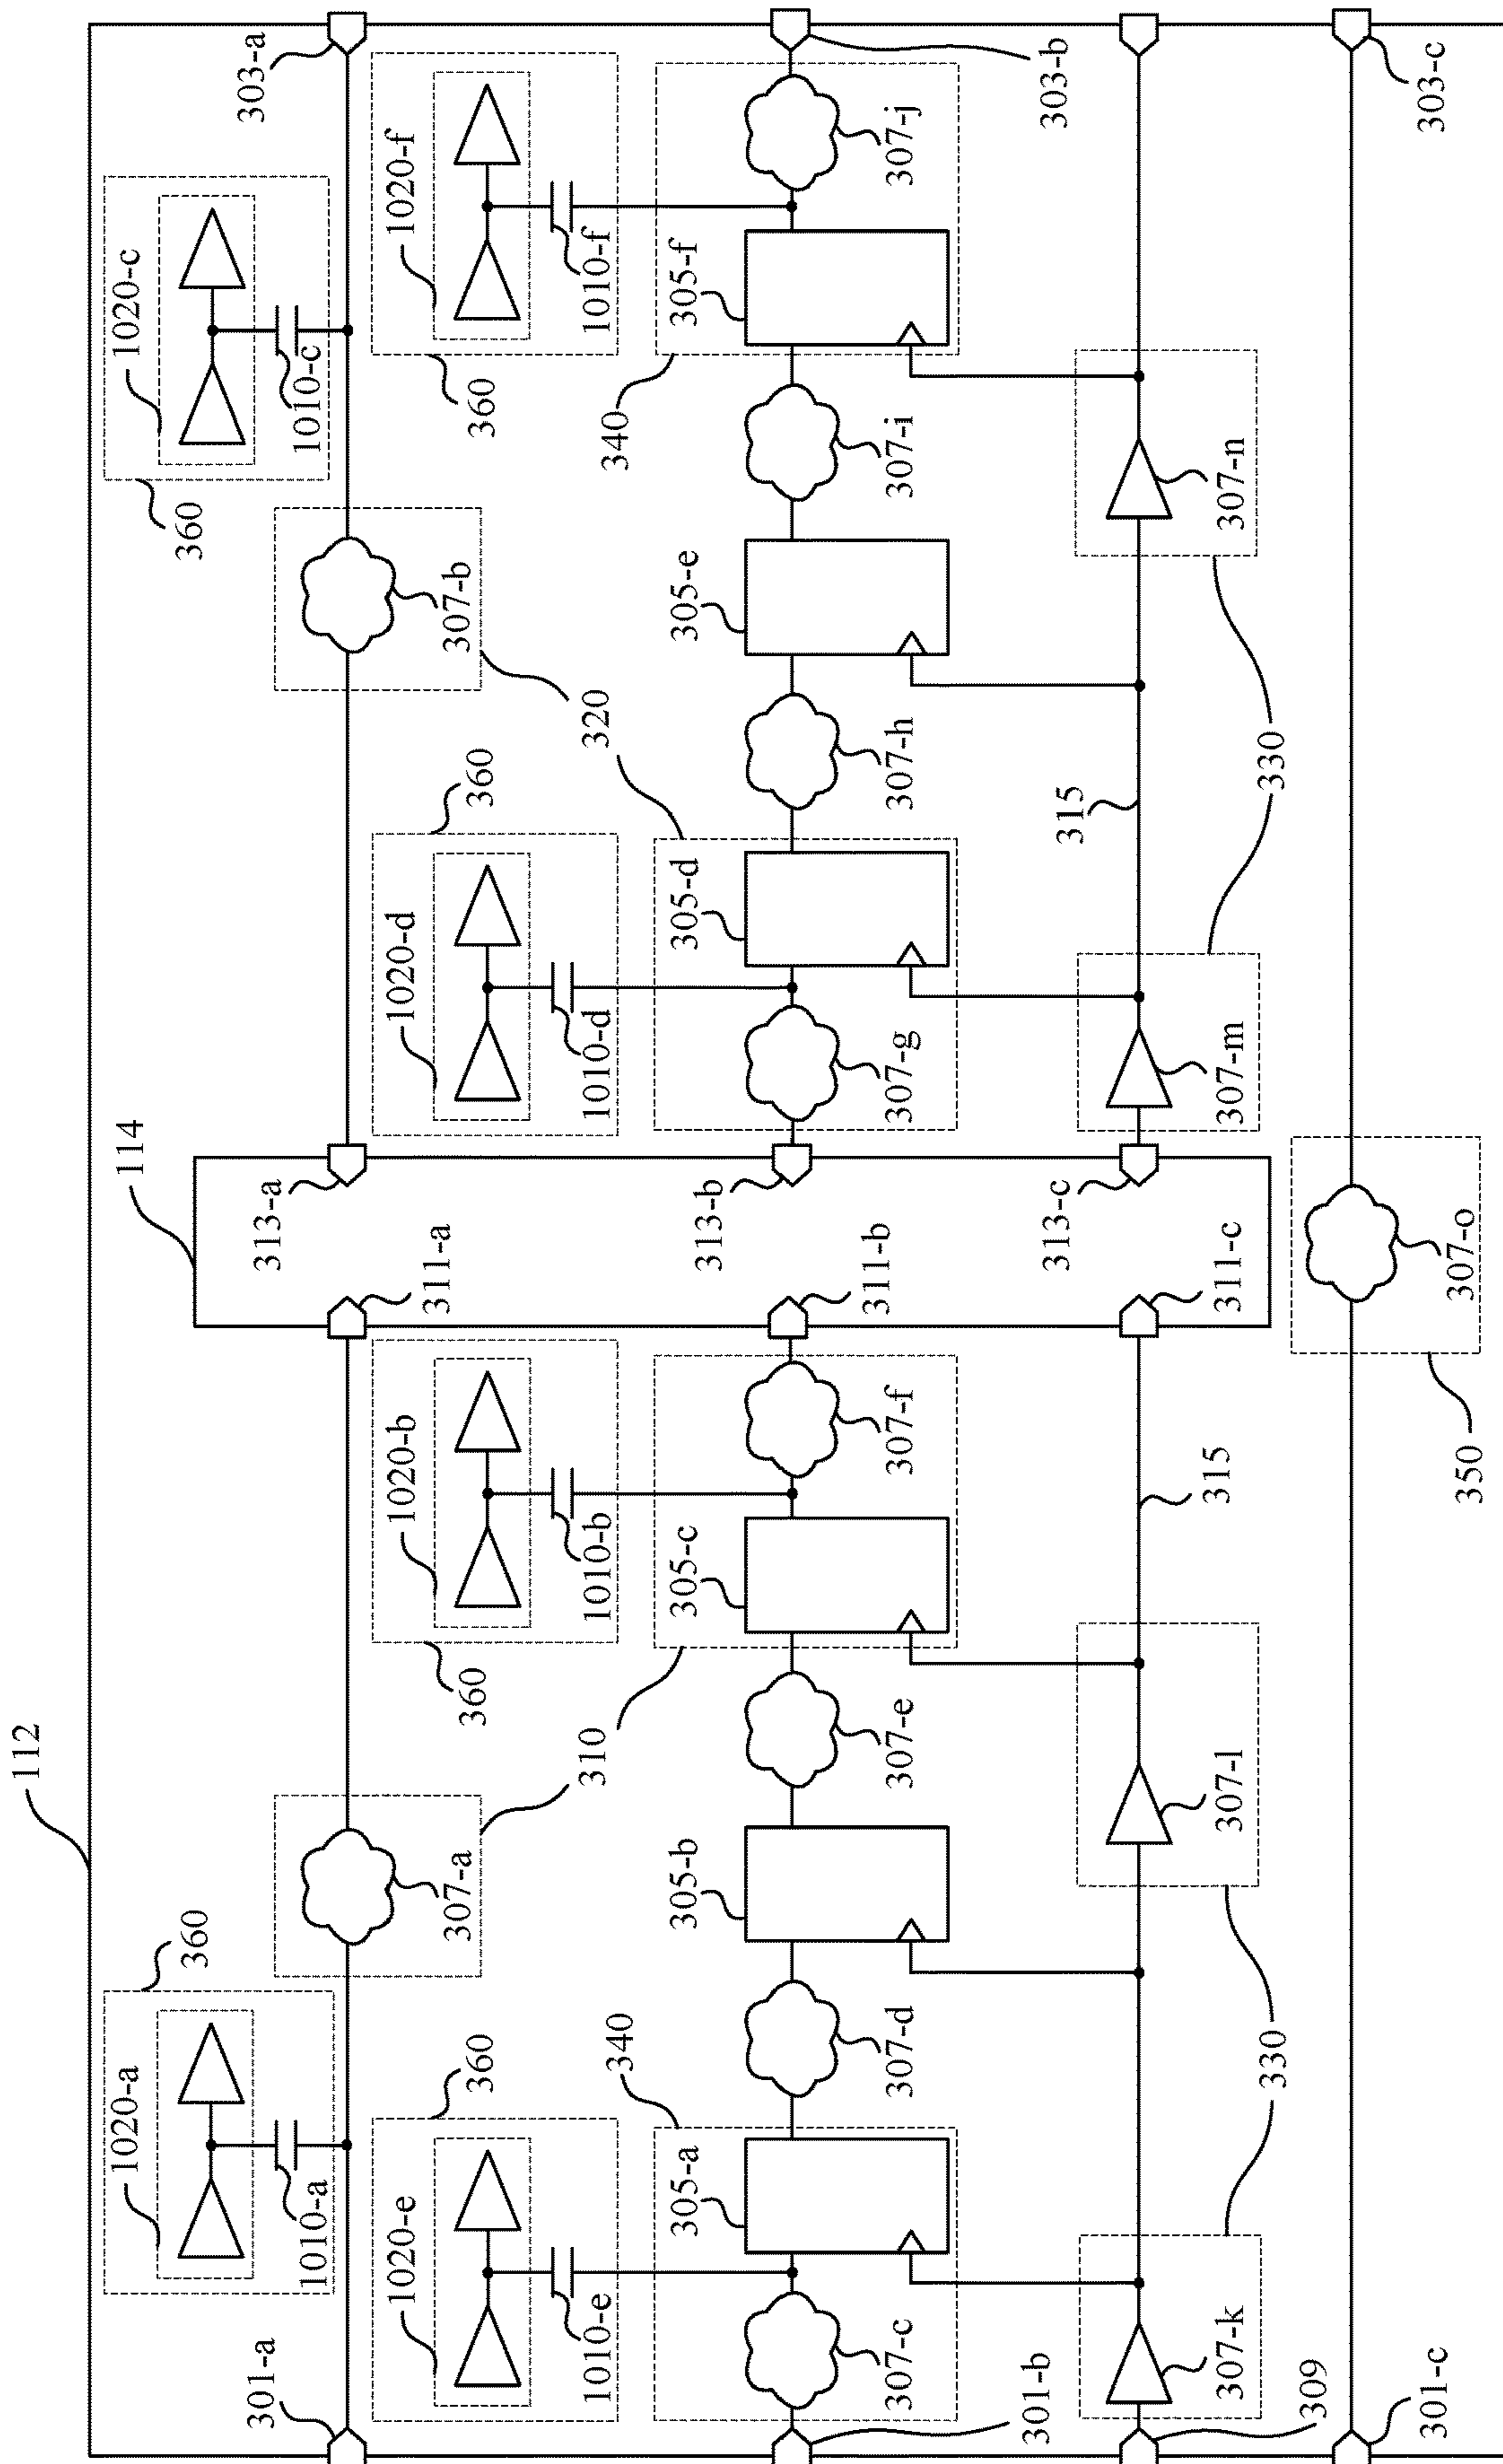 112
114
301-a
1020-a
1010-a
360
307-a
310
311-a
313-a
320
307-b
360
1020-c
1010-c
303-a
1020-e
1010-e
360
360
1020-b
1010-b
1020-d
1010-d
360
360
1020-f
1010-f
301-b
307-c
305-a
340
307-d
305-b
307-e
305-c
307-f
311-b
313-b
307-g
305-d
307-h
305-e
307-i
340
305-f
307-j
303-b
309
307-k
330
307-l
315
311-c
313-c
307-m
315
330
307-n
301-c
350
307-o
303-c